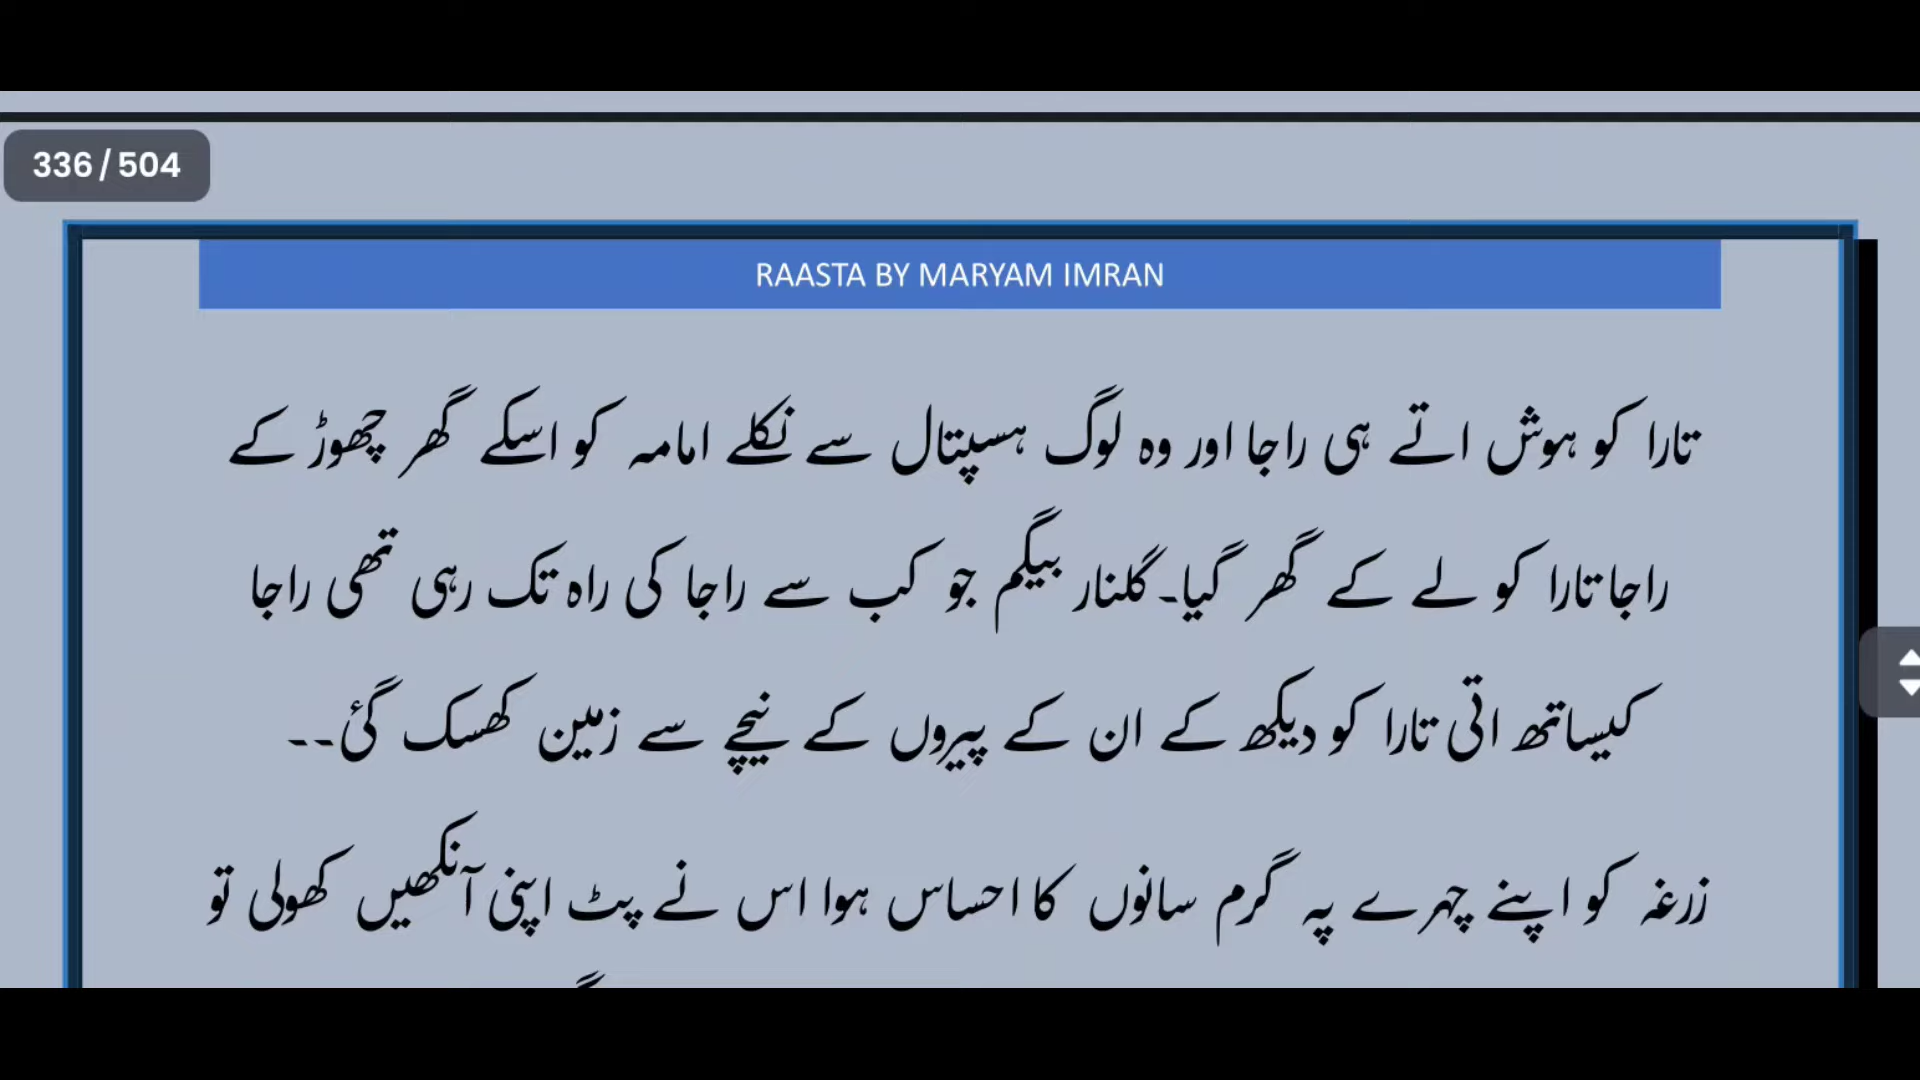 336/504
RAASTA BY MARYAM IMRAN
تارا کو ہوش اتے ہی راجا اور وہ لوگ ہسپتال سے نکلے امامہ کو اسکے گھر چھوڑ کے
راجا تارا کو لے کے گھر گیا۔ گلنار بیگم جو کب سے راجا کی راہ تک رہی تھی راجا
کیساتھ اتی تارا کو دیکھ کے ان کے پیروں کے نیچے سے زمین کھسک گئ۔۔
زرغہ کو اپنے چہرے پہ گرم سانوں کا احساس ہوا اس نے پٹ اپنی آنکھیں کھولی تو